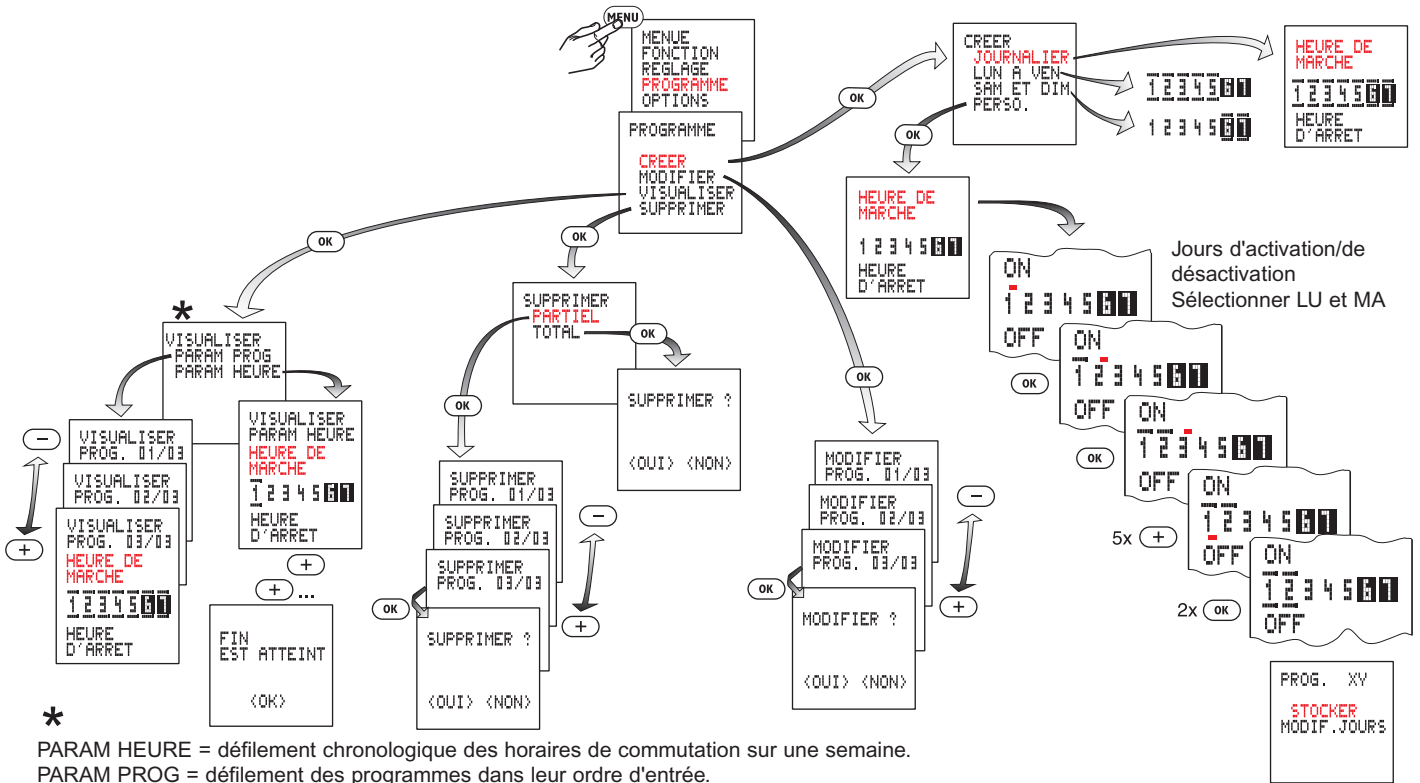 MENU
MENUE
FONCTION
REGLAGE
PROGRAMME
OPTIONS
PROGRAMME
CREER
MODIFIER
VISUALISER
SUPPRIMER
OK
CREER
JOURNALIER
LUN A VEN
SAM ET DIM
PERSO.
1 2 3 4 5 6 7
1 2 3 4 5 6 7
HEURE DE
MARCHE
1 2 3 4 5 6 7
HEURE
D'ARRET
OK
HEURE DE
MARCHE
1 2 3 4 5 6 7
HEURE
D'ARRET
Jours d'activation/de
désactivation
Sélectionner LU et MA
ON
1 2 3 4 5 6 7
OFF
OK
ON
1 2 3 4 5 6 7
OFF
OK
ON
1 2 3 4 5 6 7
OFF
5x +
ON
1 2 3 4 5 6 7
OFF
2x OK
ON
1 2 3 4 5 6 7
OFF
PROG. XY
STOCKER
MODIF.JOURS
OK
*
VISUALISER
PARAM PROG
PARAM HEURE
−
+
VISUALISER
PROG. 01/03
VISUALISER
PROG. 02/03
VISUALISER
PROG. 03/03
HEURE DE
MARCHE
1 2 3 4 5 6 7
HEURE
D'ARRET
VISUALISER
PARAM HEURE
HEURE DE
MARCHE
1 2 3 4 5 6 7
HEURE
D'ARRET
+
+ ...
FIN
EST ATTEINT
<OK>
OK
SUPPRIMER
PARTIEL
TOTAL
OK
SUPPRIMER ?
<OUI> <NON>
OK
SUPPRIMER
PROG. 01/03
SUPPRIMER
PROG. 02/03
SUPPRIMER
PROG. 03/03
−
+
OK
SUPPRIMER ?
<OUI> <NON>
OK
MODIFIER
PROG. 01/03
MODIFIER
PROG. 02/03
MODIFIER
PROG. 03/03
−
+
OK
MODIFIER ?
<OUI> <NON>
*
PARAM HEURE = défilement chronologique des horaires de commutation sur une semaine.
PARAM PROG = défilement des programmes dans leur ordre d'entrée.